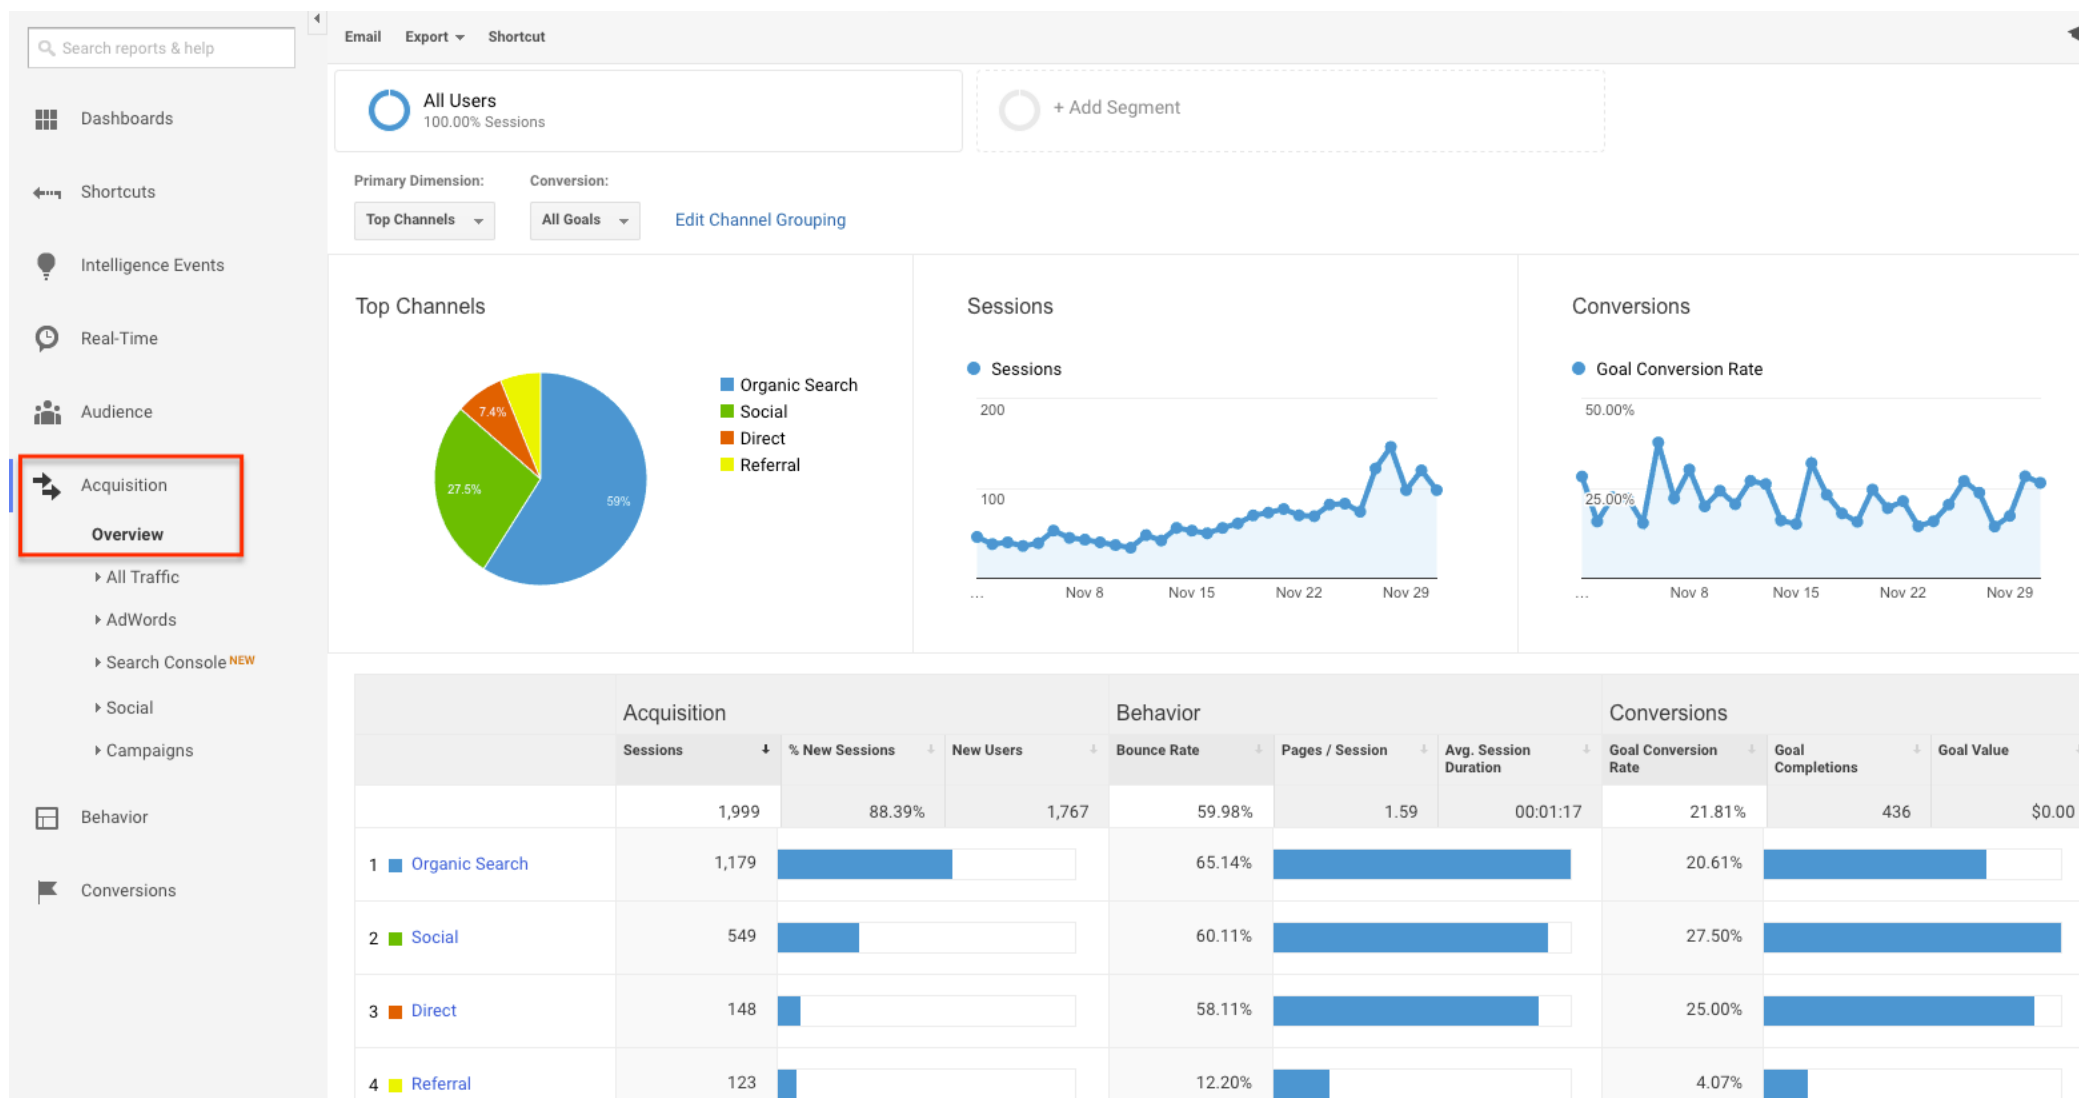 Search reports & help
Email Export Shortcut
Dashboards
Shortcuts
Intelligence Events
Real-Time
Audience
Acquisition
Overview
All Traffic
AdWords
Search Console NEW
Social
Campaigns
Behavior
Conversions
All Users
100.00% Sessions
+ Add Segment
Primary Dimension: Conversion:
Top Channels All Goals Edit Channel Grouping
Top Channels
7.4%
27.5%
59%
Organic Search
Social
Direct
Referral
Sessions
Sessions
200
100
... Nov 8 Nov 15 Nov 22 Nov 29
Conversions
Goal Conversion Rate
50.00%
25.00%
... Nov 8 Nov 15 Nov 22 Nov 29
Acquisition Behavior Conversions
Sessions % New Sessions New Users Bounce Rate Pages / Session Avg. Session Duration Goal Conversion Rate Goal Completions Goal Value
1,999 88.39% 1,767 59.98% 1.59 00:01:17 21.81% 436 $0.00
1 Organic Search 1,179 65.14% 20.61%
2 Social 549 60.11% 27.50%
3 Direct 148 58.11% 25.00%
4 Referral 123 12.20% 4.07%